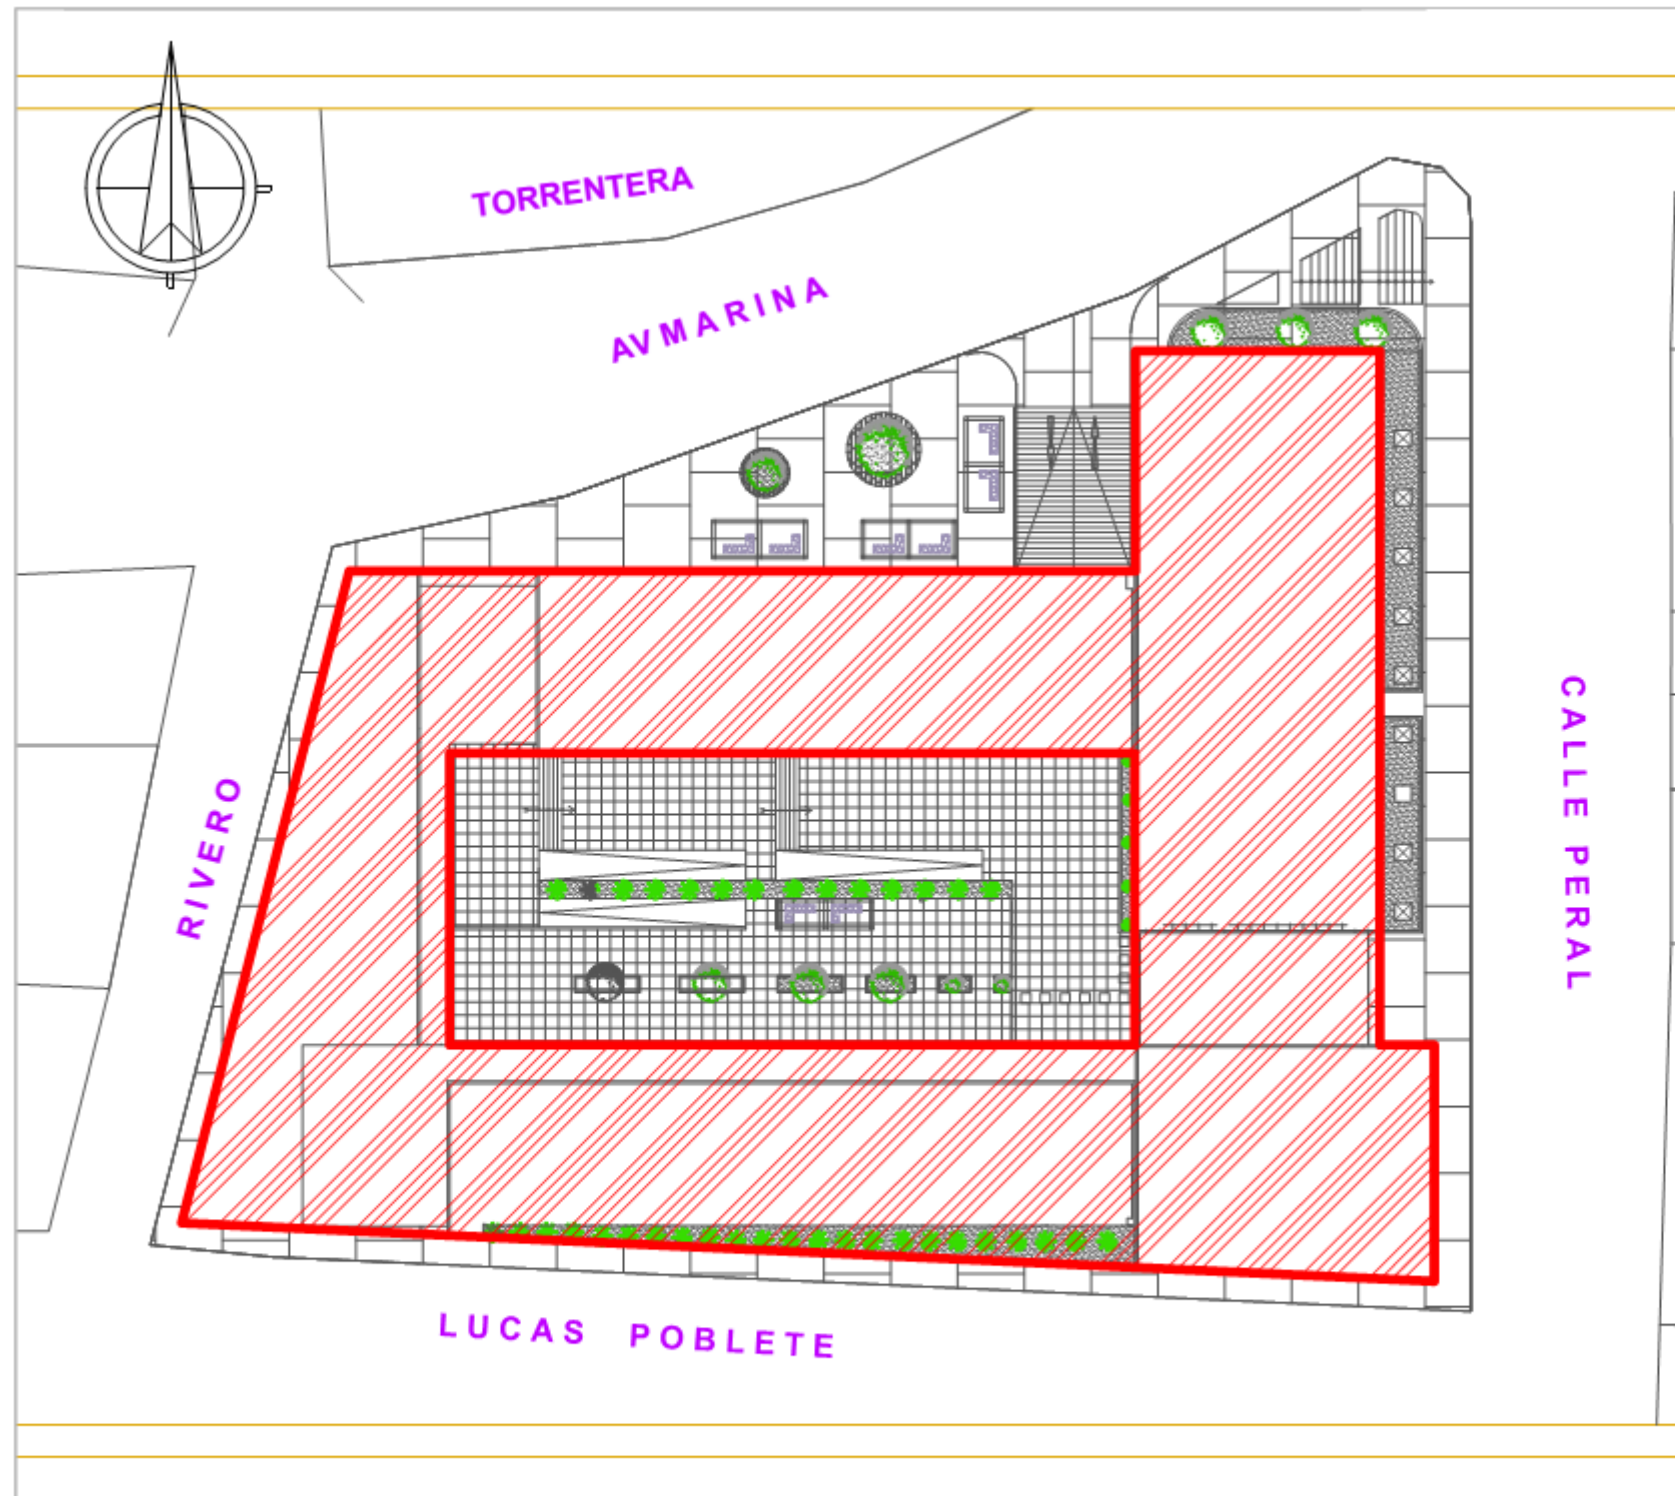 TORRENTERA
AV MARINA
RIVERO
CALLE PERAL
LUCAS POBLETE